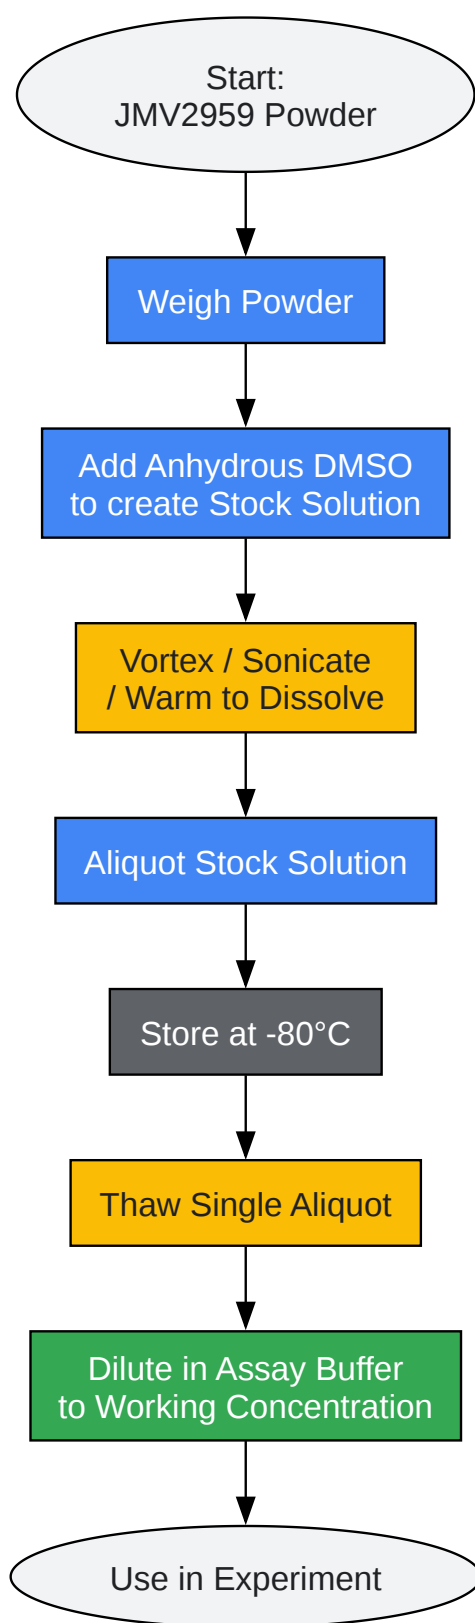 Start:
JMV2959 Powder
Weigh Powder
Add Anhydrous DMSO
to create Stock Solution
Vortex / Sonicate
/ Warm to Dissolve
Aliquot Stock Solution
Store at -80°C
Thaw Single Aliquot
Dilute in Assay Buffer
to Working Concentration
Use in Experiment